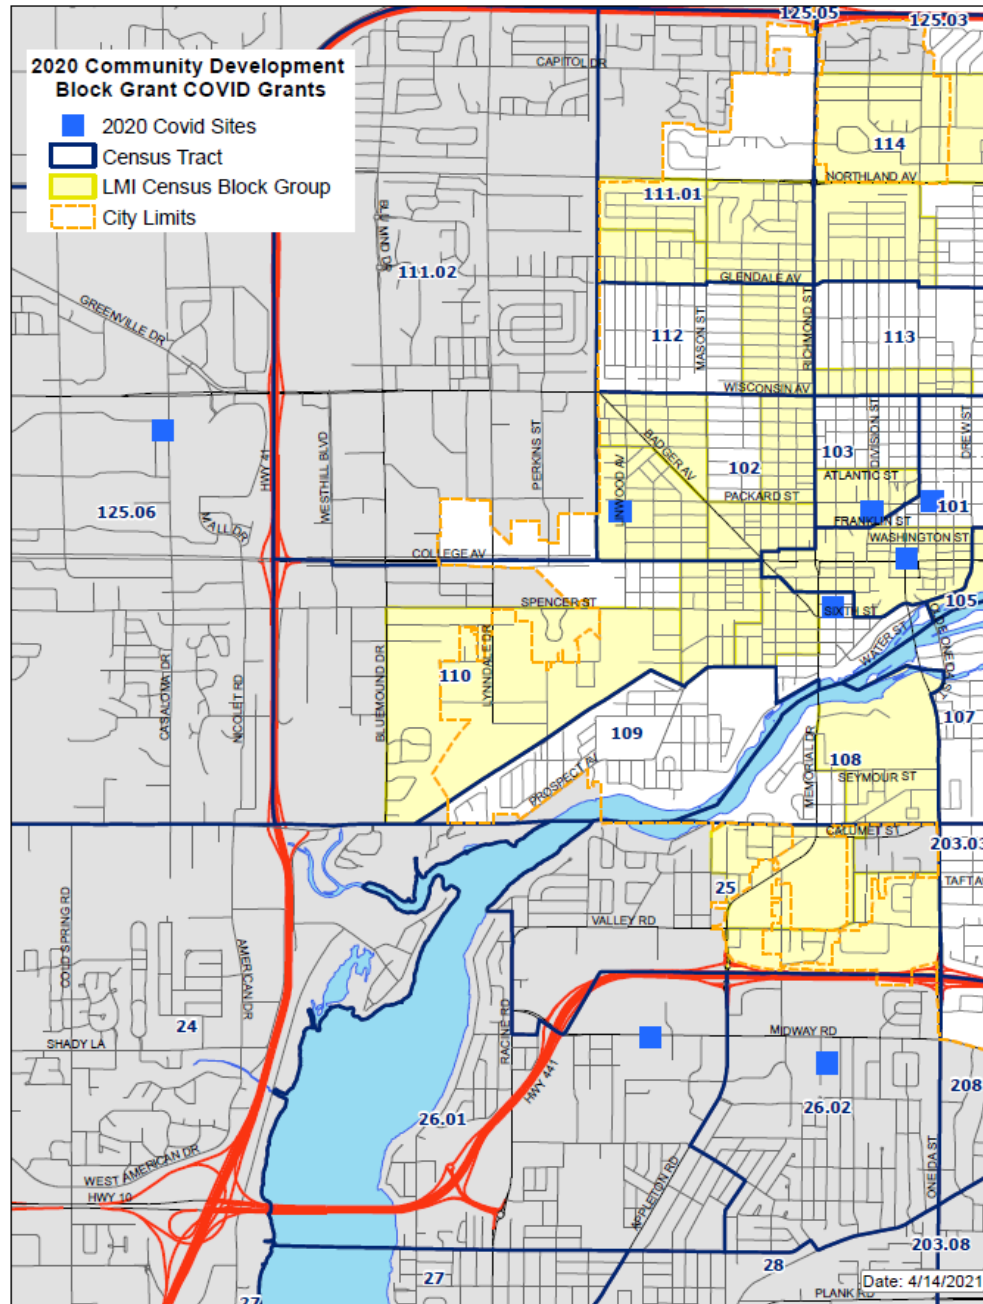 125.05
125.03
2020 Community Development
Block Grant COVID Grants
2020 Covid Sites
Census Tract
LMI Census Block Group
City Limits
CAPITOL DR
114
NORTHLAND AV
111.01
BLU MND DR
111.02
GLENDALE AV
GREENVILLE DR
112
MASON ST
RICHMOND ST
113
WISCONSIN AV
WESTHILL BLVD
HWY 41
PERKINS ST
BADGER AV
LINWOOD AV
102
103
DIVISION ST
DREW ST
ATLANTIC ST
PACKARD ST
125.06
MALL DR
FRANKLIN ST
101
WASHINGTON ST
COLLEGE AV
SPENCER ST
SIXTH ST
105
WATER ST
CASALOMA DR
NICOLET RD
BLUEMOUND DR
110
LYNNDALE DR
109
107
PROSPECT AV
MEMORIAL DR
108
SEYMOUR ST
CALUMET ST
203.03
TAFT A
25
COLD SPRING RD
AMERICAN DR
VALLEY RD
24
SHADY LA
RACINE RD
MIDWAY RD
HWY 441
208
26.01
26.02
WEST AMERICAN DR
HWY 10
APPLETON RD
ONEIDA ST
203.08
27
28
27
PLANK RD
Date: 4/14/2021